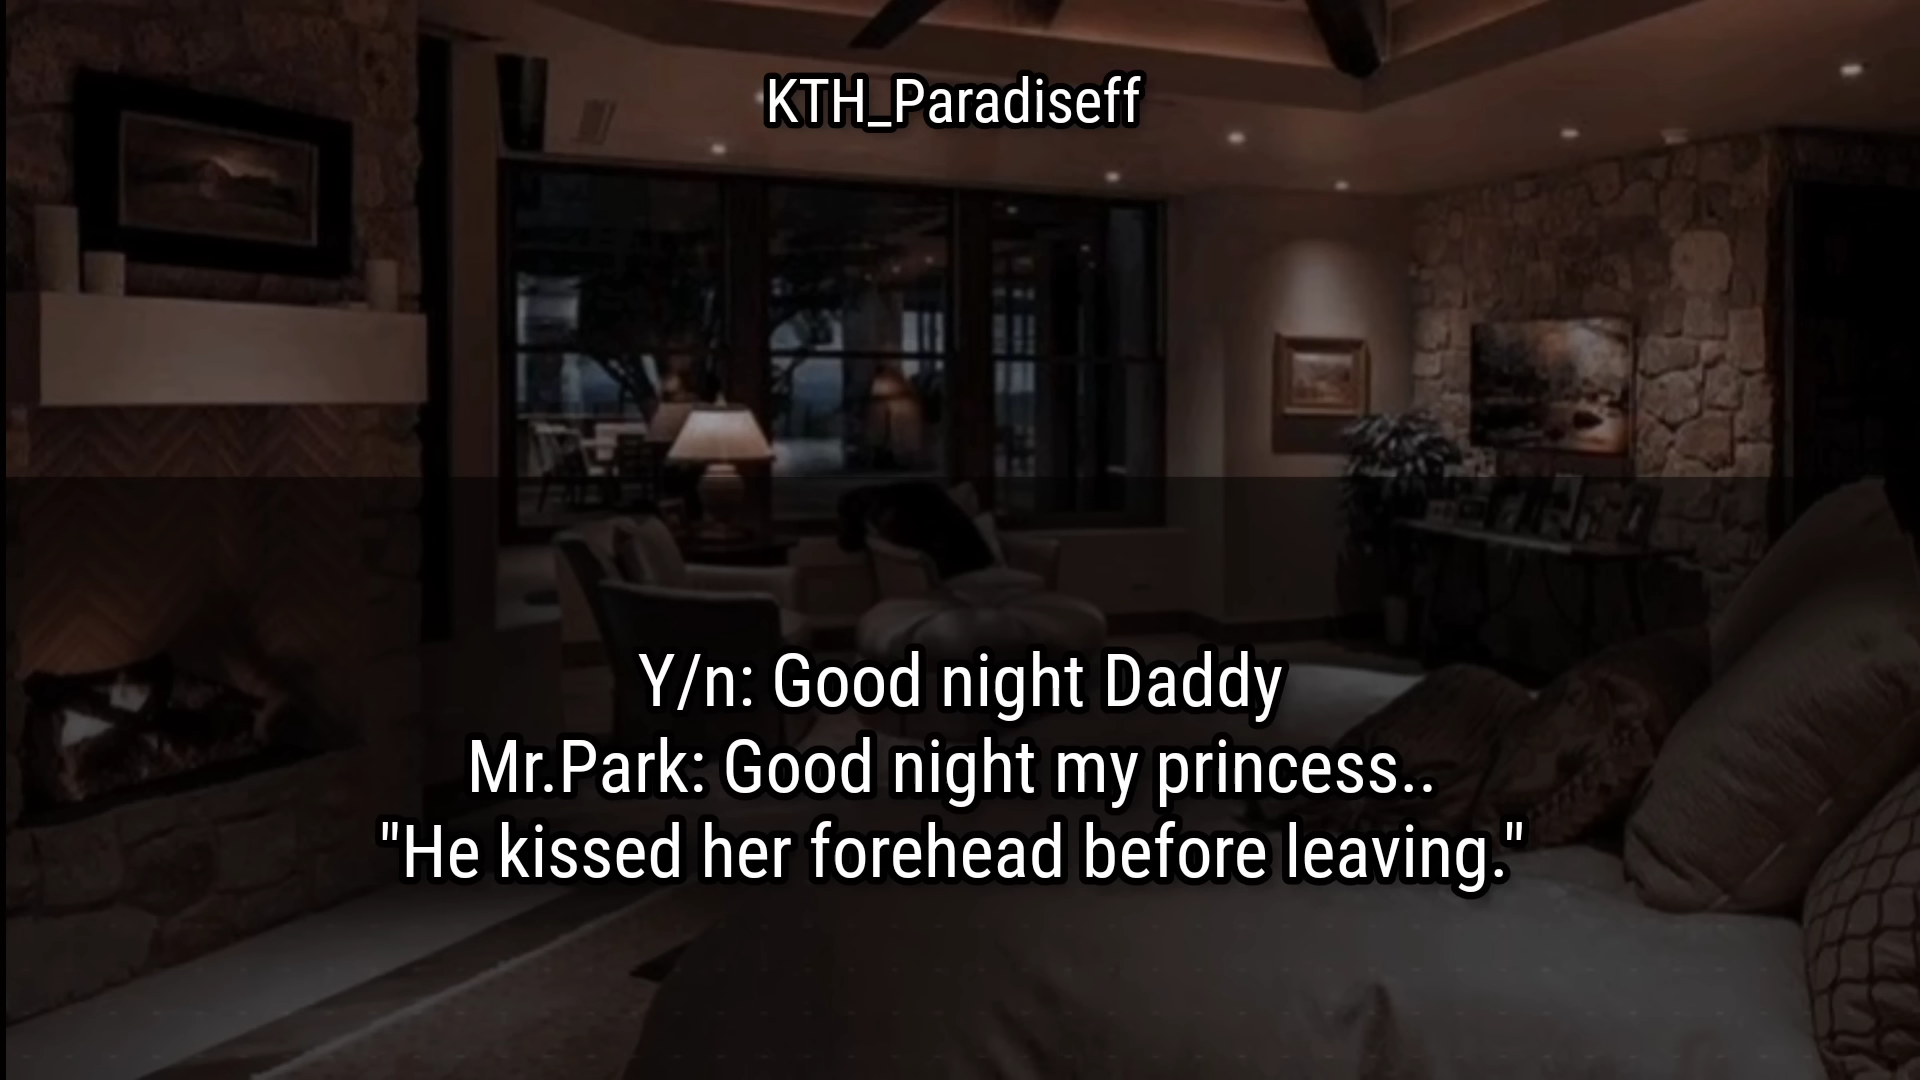 KTH_Paradiseff
Y/n: Good night Daddy
Mr.Park: Good night my princess..
"He kissed her forehead before leaving."